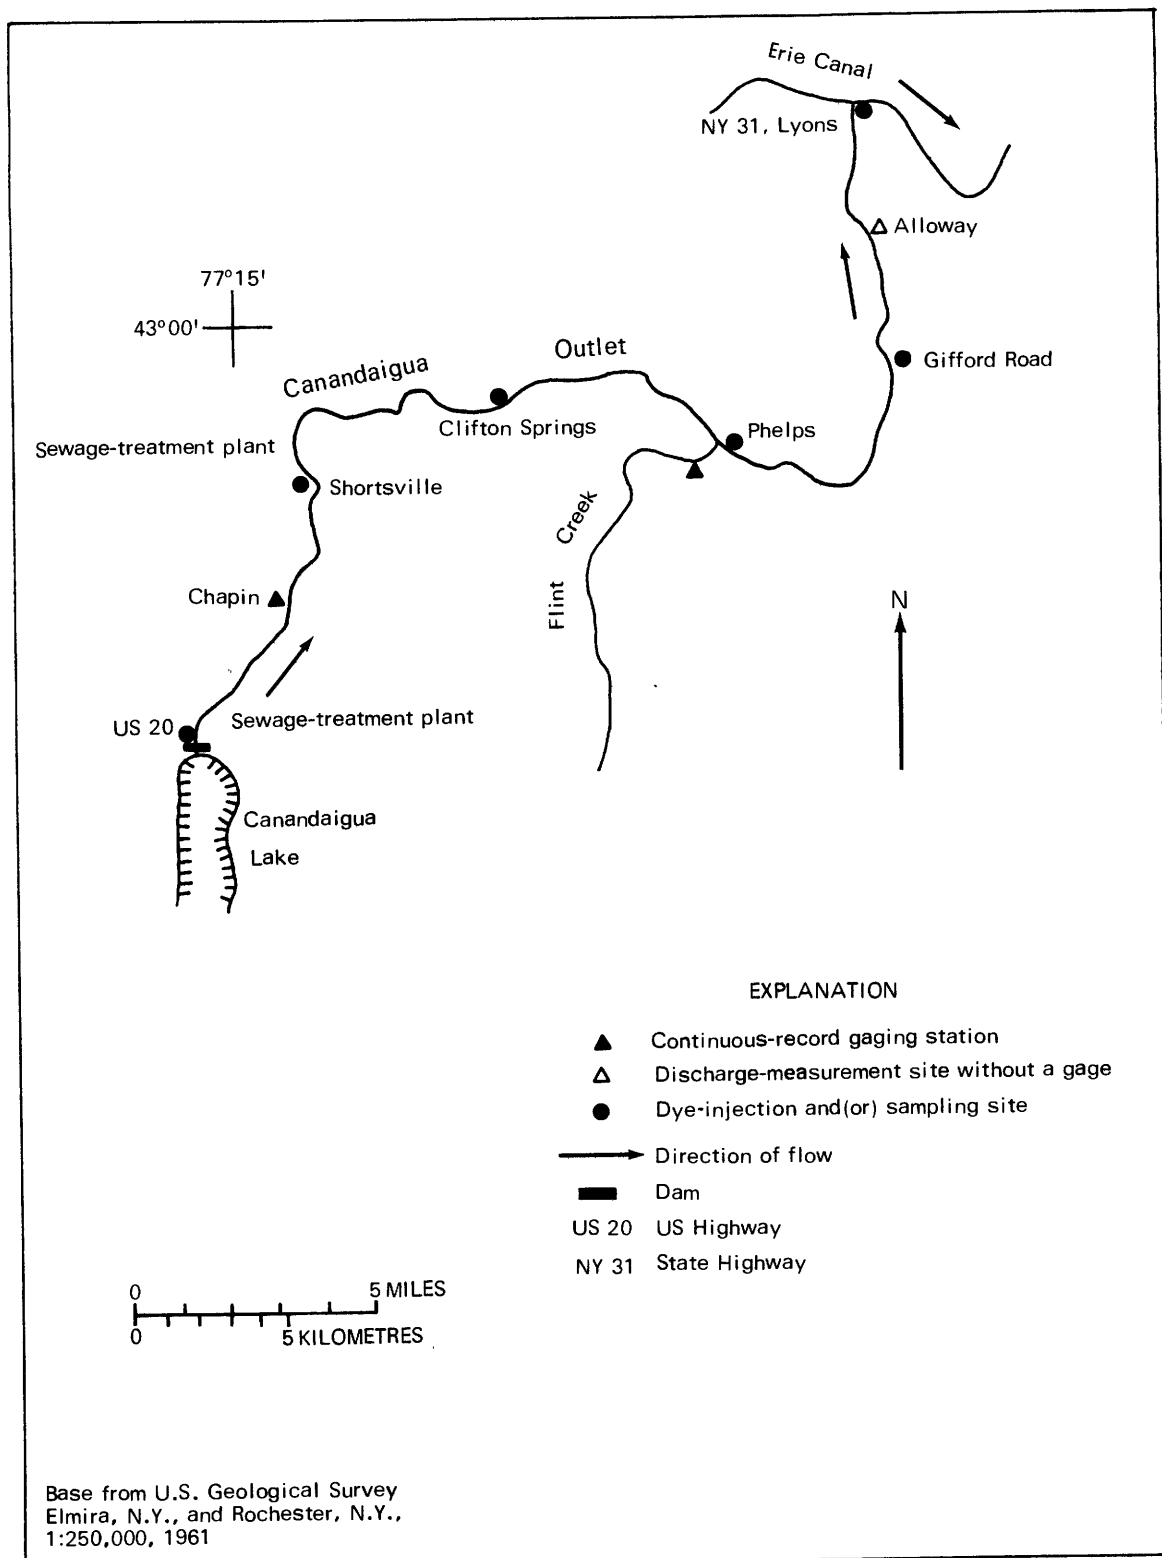 Erie Canal
NY 31, Lyons
Alloway
77°15'
43°00'
Outlet
Canandaigua
Gifford Road
Clifton Springs
Phelps
Sewage-treatment plant
Shortsville
Creek
Flint
Chapin
N
US 20
Sewage-treatment plant
Canandaigua
Lake
EXPLANATION
Continuous-record gaging station
Discharge-measurement site without a gage
Dye-injection and(or) sampling site
Direction of flow
Dam
US 20 US Highway
NY 31 State Highway
0 5 MILES
0 5 KILOMETRES
Base from U.S. Geological Survey
Elmira, N.Y., and Rochester, N.Y.,
1:250,000, 1961